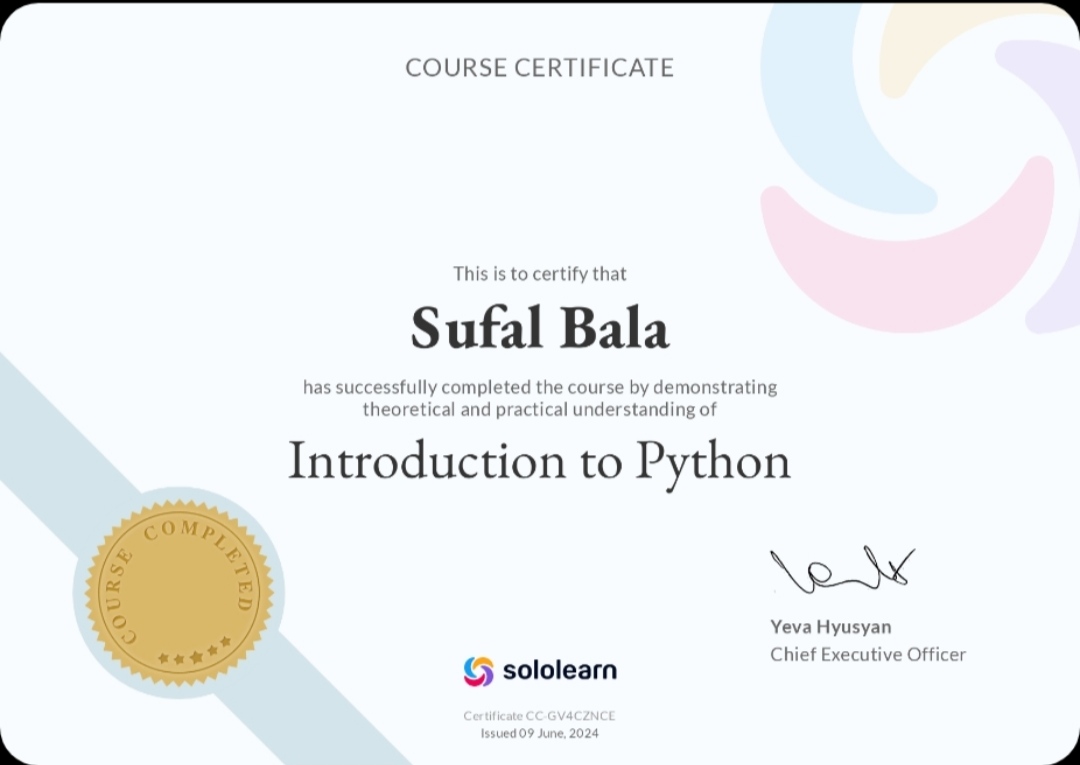 COURSE CERTIFICATE
This is to certify that
Sufal Bala
has successfully completed the course by demonstrating
theoretical and practical understanding of
Introduction to Python
COURSE COMPLETED
Yeva Hyusyan
Chief Executive Officer
sololearn
Certificate CC-GV4CZNCE
Issued 09 June, 2024